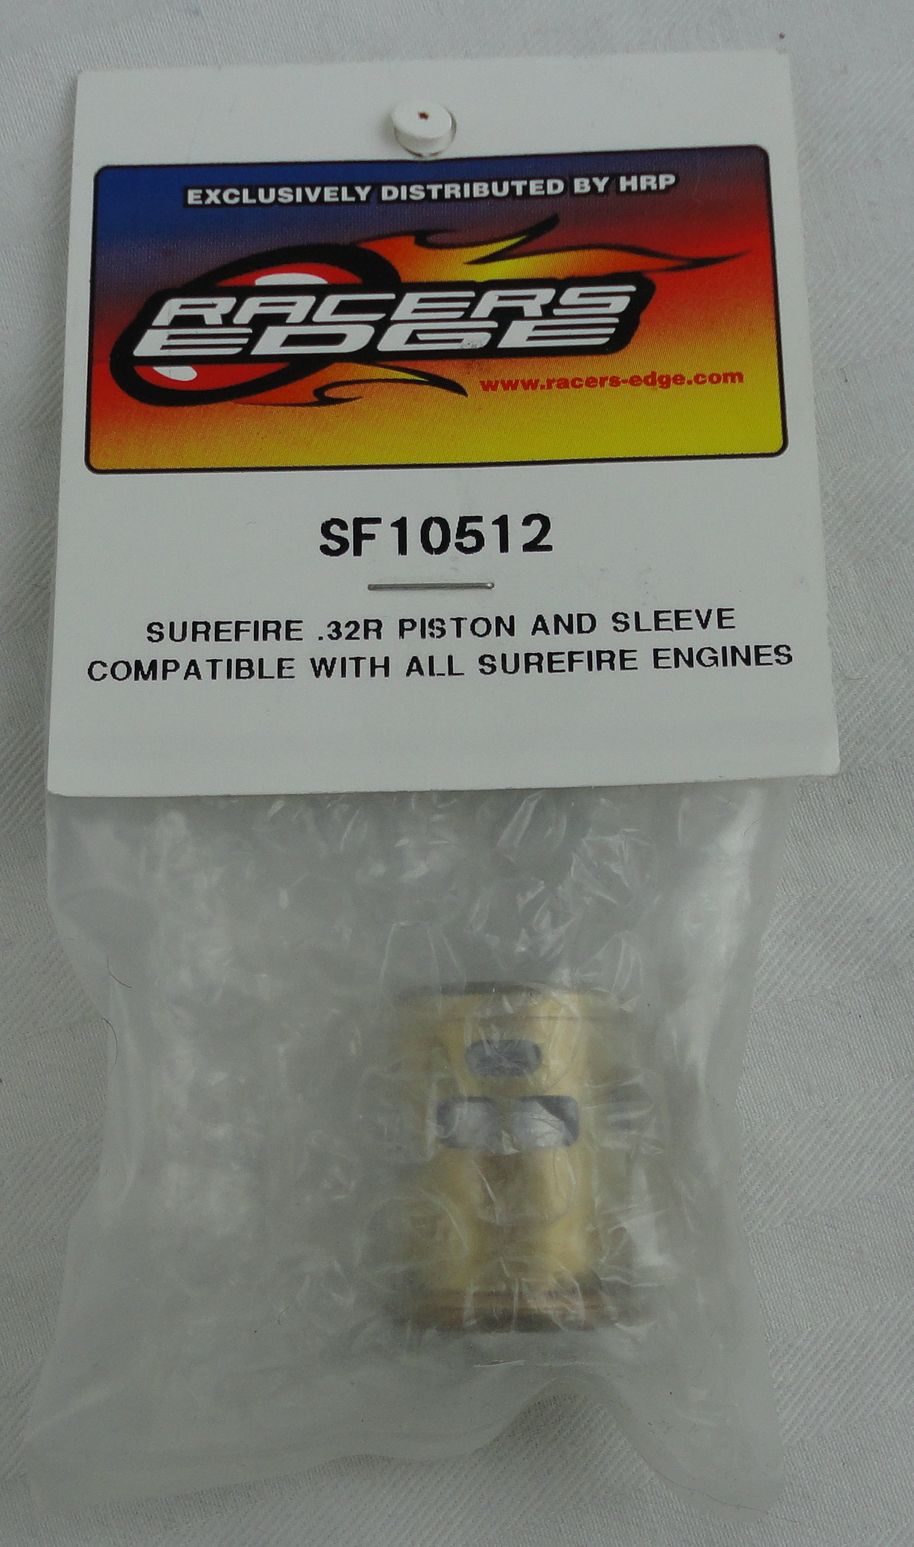 EXCLUSIVELY DISTRIBUTED BY HRP
RACERS
EDGE
www.racers-edge.com
SF10512
SUREFIRE .32R PISTON AND SLEEVE
COMPATIBLE WITH ALL SUREFIRE ENGINES